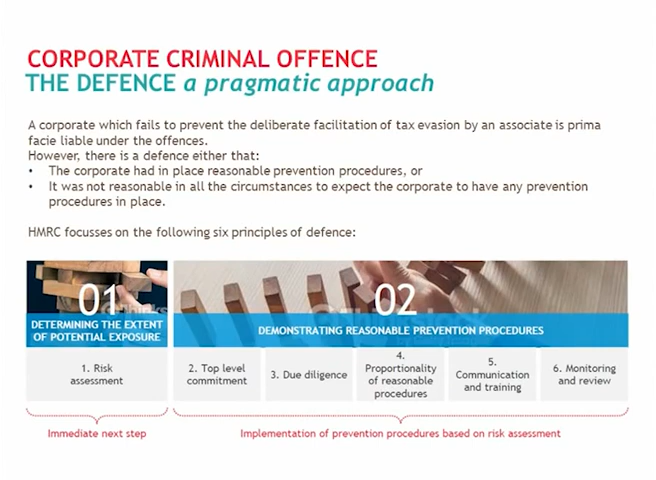 CORPORATE CRIMINAL OFFENCE
THE DEFENCE a pragmatic approach
A corporate which fails to prevent the deliberate facilitation of tax evasion by an associate is prima
facie liable under the offences.
However, there is a defence either that:
• The corporate had in place reasonable prevention procedures, or
• It was not reasonable in all the circumstances to expect the corporate to have any prevention
procedures in place.
HMRC focusses on the following six principles of defence:
01
DETERMINING THE EXTENT
OF POTENTIAL EXPOSURE
02
DEMONSTRATING REASONABLE PREVENTION PROCEDURES
1. Risk
assessment
2. Top level
commitment
3. Due diligence
4.
Proportionality
of reasonable
procedures
5.
Communication
and training
6. Monitoring
and review
Immediate next step
Implementation of prevention procedures based on risk assessment